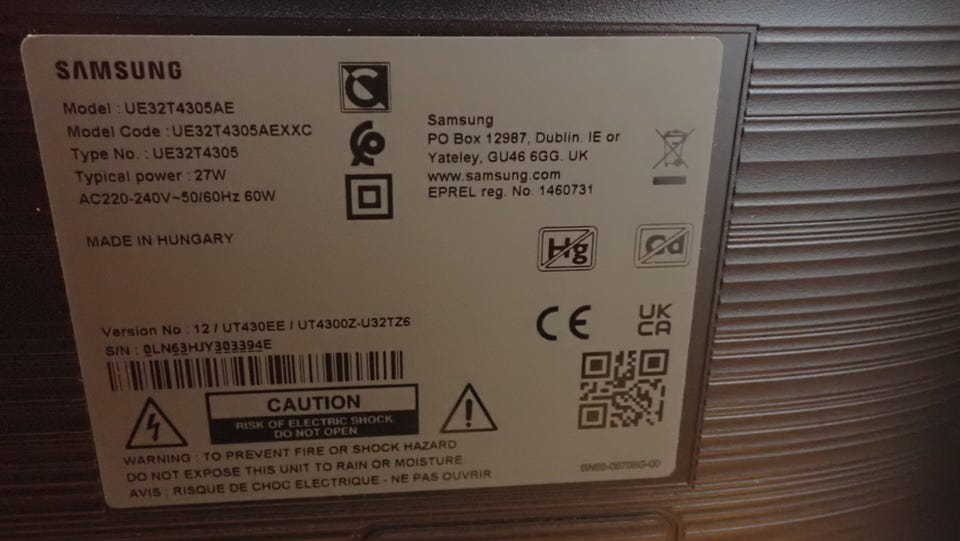 SAMSUNG
Model : UE32T4305AE
Model Code : UE32T4305AEXXC
Type No. : UE32T4305
Typical power : 27W
AC220-240V~50/60Hz 60W
MADE IN HUNGARY
Samsung
PO Box 12987, Dublin. IE or
Yateley, GU46 6GG. UK
www.samsung.com
EPREL reg. No. 1460731
Hg
Cd
CE
UK
CA
Version No : 12 / UT430EE / UT4300Z-U32TZ6
S/N : 0LN63HJY303394E
CAUTION
RISK OF ELECTRIC SHOCK
DO NOT OPEN
WARNING : TO PREVENT FIRE OR SHOCK HAZARD
DO NOT EXPOSE THIS UNIT TO RAIN OR MOISTURE
AVIS : RISQUE DE CHOC ELECTRIQUE - NE PAS OUVRIR